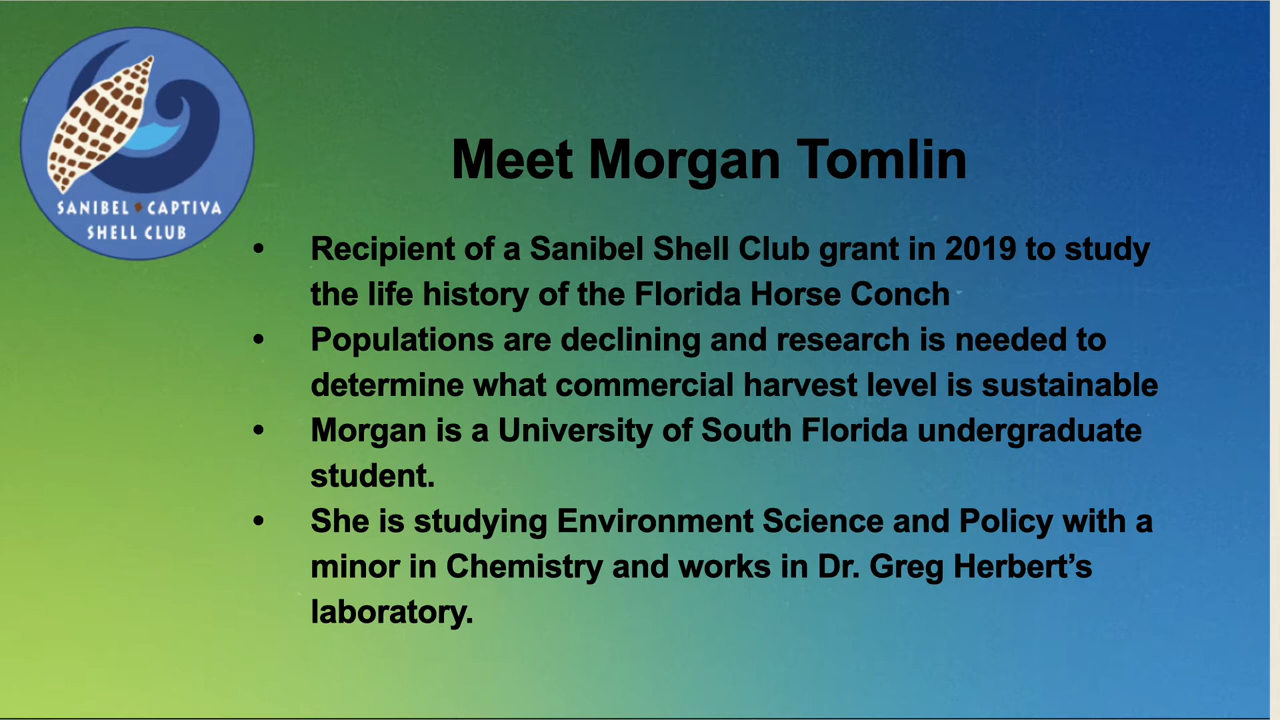 SANIBEL CAPTIVA
SHELL CLUB
Meet Morgan Tomlin
• Recipient of a Sanibel Shell Club grant in 2019 to study
the life history of the Florida Horse Conch
• Populations are declining and research is needed to
determine what commercial harvest level is sustainable
• Morgan is a University of South Florida undergraduate
student.
• She is studying Environment Science and Policy with a
minor in Chemistry and works in Dr. Greg Herbert’s
laboratory.